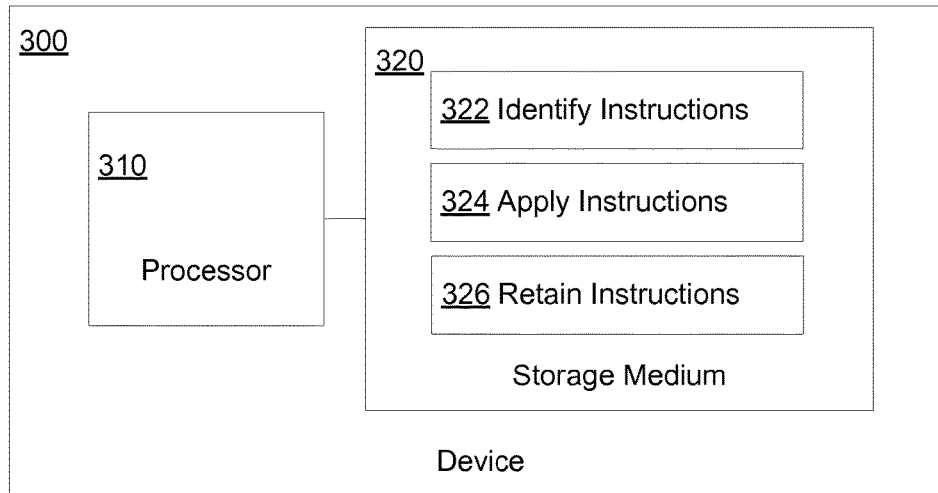 300
310
Processor
320
322 Identify Instructions
324 Apply Instructions
326 Retain Instructions
Storage Medium
Device